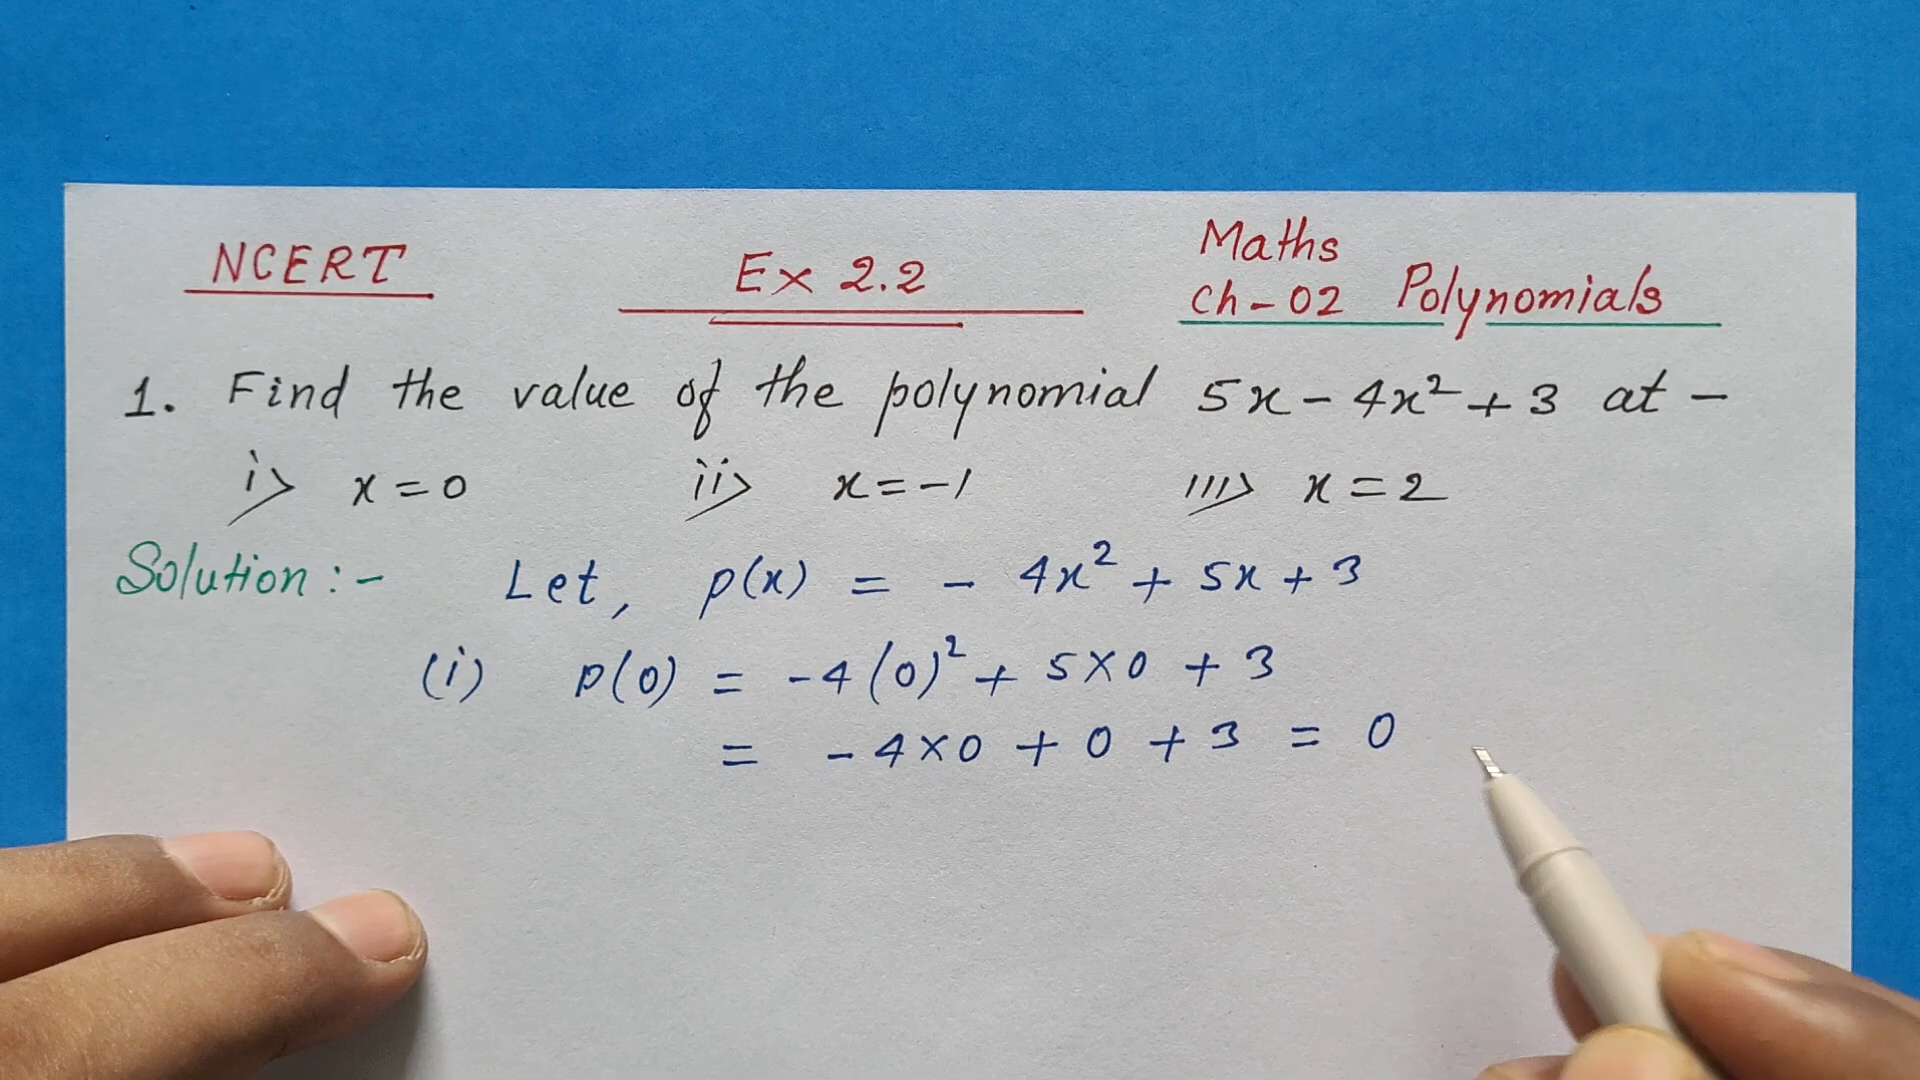 NCERT Ex 2.2 Maths
Ch-02 Polynomials
1. Find the value of the polynomial 5x - 4x² + 3 at -
i> x = 0 ii> x = -1 iii> x = 2
Solution :- Let, p(x) = - 4x² + 5x + 3
(i) p(0) = -4(0)² + 5×0 + 3
= -4×0 + 0 + 3 = 0